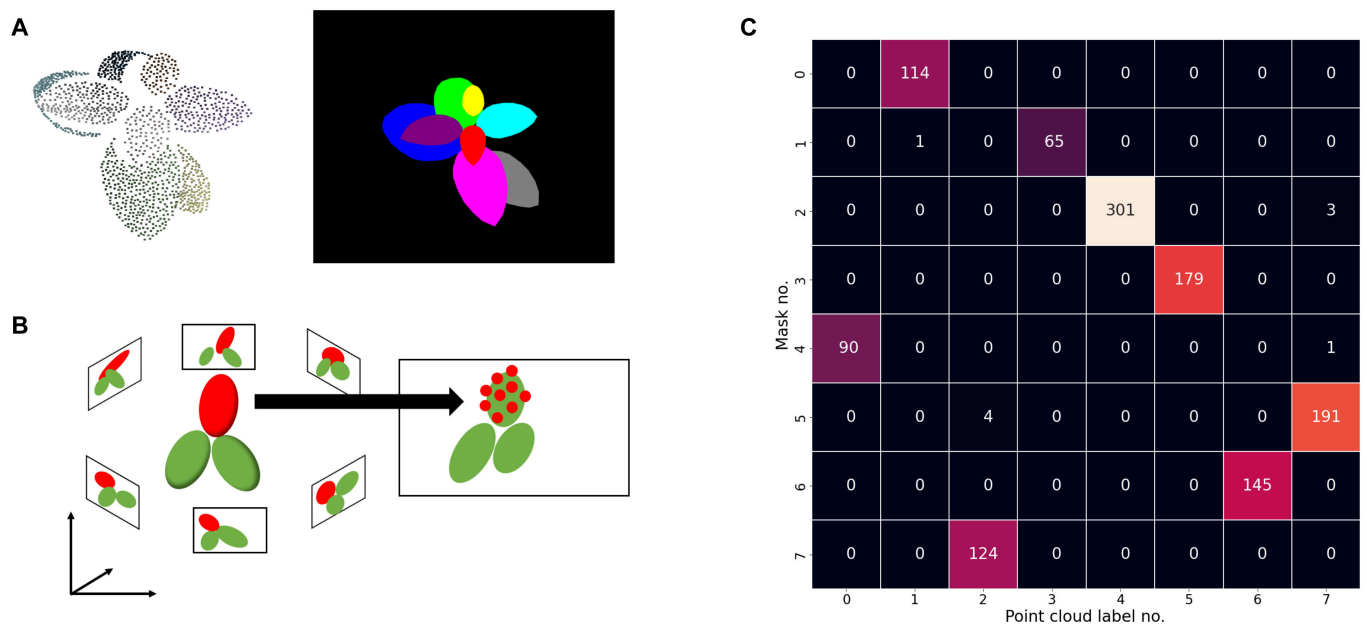 A
B
C
0 0 114 0 0 0 0 0 0
1 0 1 0 65 0 0 0 0
2 0 0 0 0 301 0 0 3
3 0 0 0 0 0 179 0 0
4 90 0 0 0 0 0 0 1
5 0 0 4 0 0 0 0 191
6 0 0 0 0 0 0 145 0
7 0 0 124 0 0 0 0 0
Mask no.
0 1 2 3 4 5 6 7
Point cloud label no.